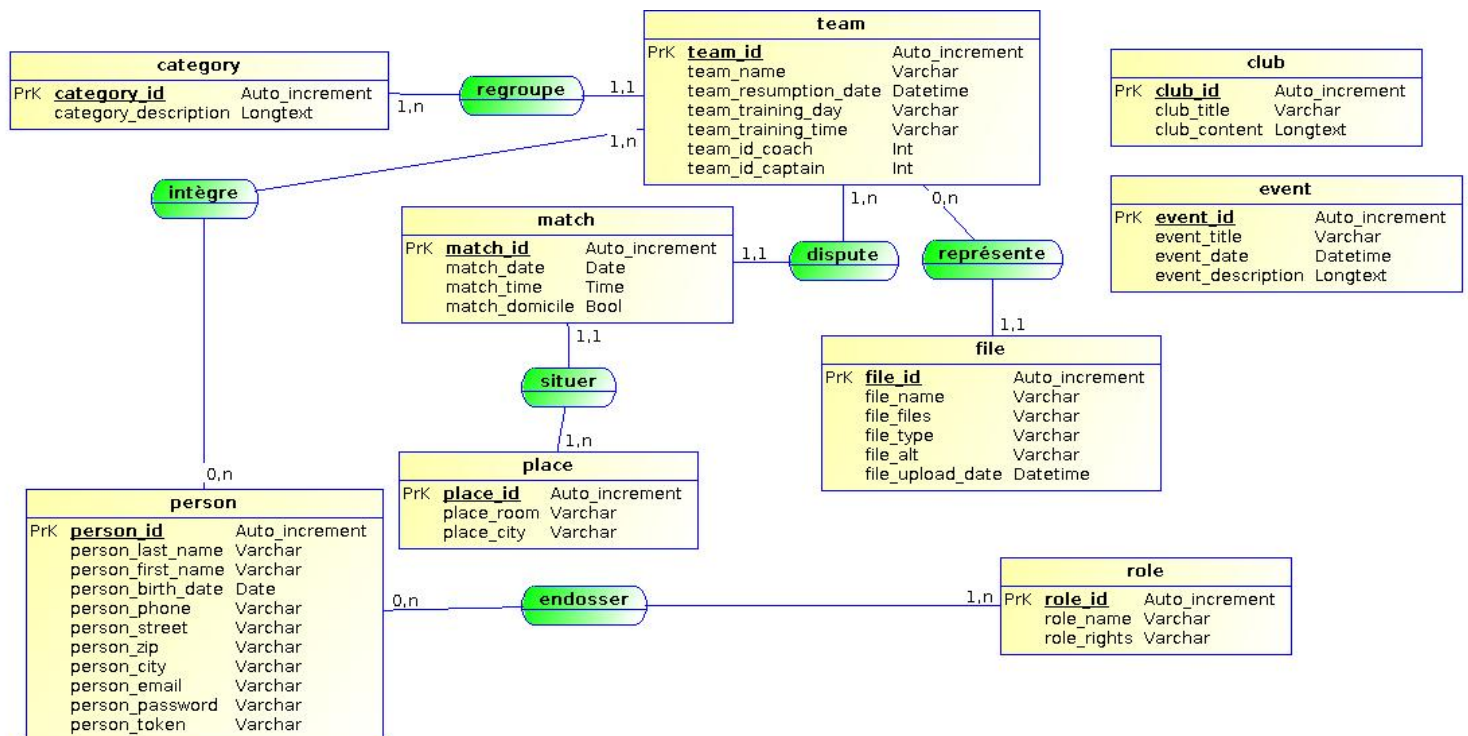 category
PrK category_id Auto_increment
category_description Longtext
1,n
regroupe
1,1
team
PrK team_id Auto_increment
team_name Varchar
team_resumption_date Datetime
team_training_day Varchar
team_training_time Varchar
team_id_coach Int
team_id_captain Int
club
PrK club_id Auto_increment
club_title Varchar
club_content Longtext
event
PrK event_id Auto_increment
event_title Varchar
event_date Datetime
event_description Longtext
1,n
intègre
0,n
match
PrK match_id Auto_increment
match_date Date
match_time Time
match_domicile Bool
1,1
dispute
1,n
0,n
représente
1,1
file
PrK file_id Auto_increment
file_name Varchar
file_files Varchar
file_type Varchar
file_alt Varchar
file_upload_date Datetime
1,1
situer
1,n
place
PrK place_id Auto_increment
place_room Varchar
place_city Varchar
person
PrK person_id Auto_increment
person_last_name Varchar
person_first_name Varchar
person_birth_date Date
person_phone Varchar
person_street Varchar
person_zip Varchar
person_city Varchar
person_email Varchar
person_password Varchar
person_token Varchar
0,n
endosser
1,n
role
PrK role_id Auto_increment
role_name Varchar
role_rights Varchar